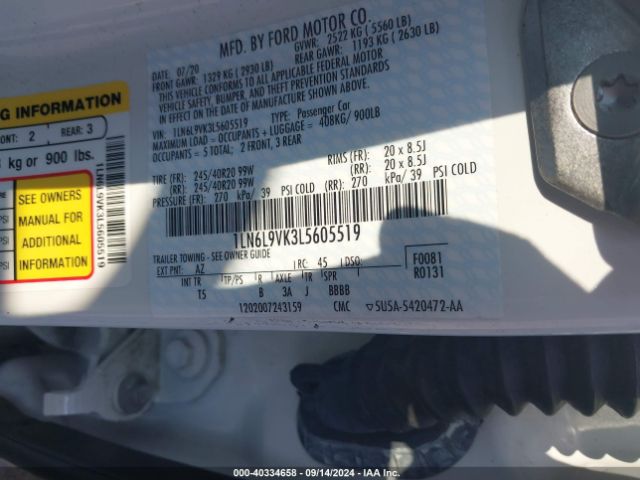 MFD. BY FORD MOTOR CO.
DATE: 07/20 GVWR: 2522 KG ( 5560 LB)
FRONT GAWR: 1329 KG ( 2930 LB) REAR GAWR: 1193 KG ( 2630 LB)
THIS VEHICLE CONFORMS TO ALL APPLICABLE FEDERAL MOTOR
VEHICLE SAFETY, BUMPER, AND THEFT PREVENTION STANDARDS
IN EFFECT ON THE DATE OF MANUFACTURE SHOWN ABOVE.
VIN: 1LN6L9VK3L5605519 TYPE: Passenger Car
MAXIMUM LOAD = OCCUPANTS + LUGGAGE = 408KG/ 900LB
OCCUPANTS = 5 TOTAL: 2 FRONT, 3 REAR
TIRE (FR): 245/40R20 99W RIMS (FR): 20 x 8.5J
(RR): 245/40R20 99W (RR): 20 x 8.5J
PRESSURE (FR): 270 kPa/ 39 PSI COLD (RR): 270 kPa/ 39 PSI COLD
1LN6L9VK3L5605519
TRAILER TOWING - SEE OWNER GUIDE
EXT PNT: AZ RC: 45 DSO: F0081
INT TR TP/PS R AXLE TR SPR R0131
T5 B 3A J BBBB
1202007243159 CMC 5U5A-5420472-AA
G INFORMATION
ONT: 2 REAR: 3
kg or 900 lbs.
PSI
PSI
SEE OWNERS
MANUAL FOR
ADDITIONAL
INFORMATION
1LN6L9VK3L5605519
000-40334658 - 09/14/2024 - IAA Inc.